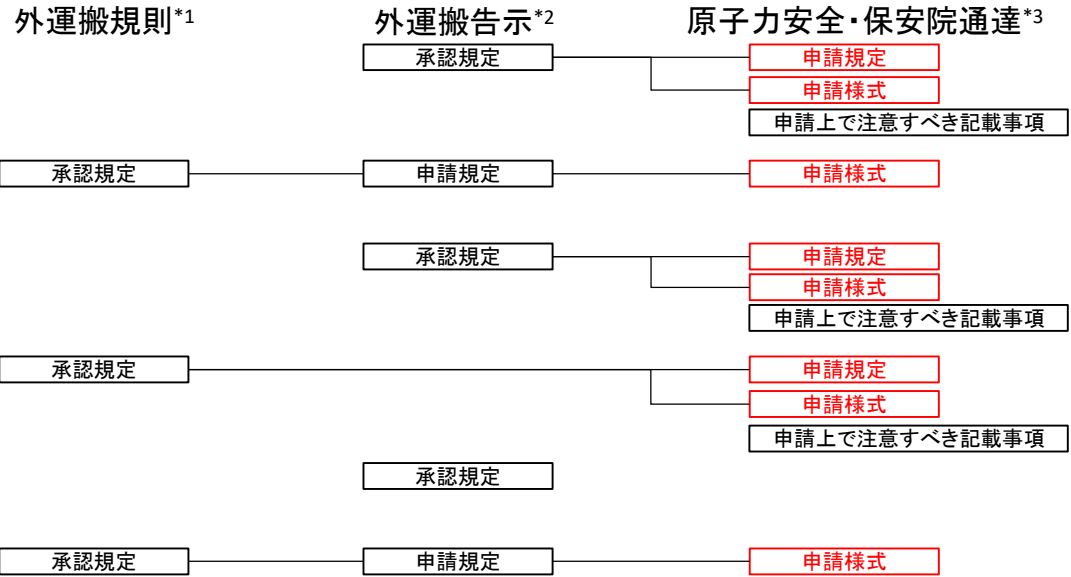 外運搬規則*1 外運搬告示*2 原子力安全・保安院通達*3
承認規定 申請規定
申請様式
申請上で注意すべき記載事項
承認規定 申請規定 申請様式
承認規定 申請規定
申請様式
申請上で注意すべき記載事項
承認規定 申請規定
申請様式
申請上で注意すべき記載事項
承認規定
承認規定 申請規定 申請様式